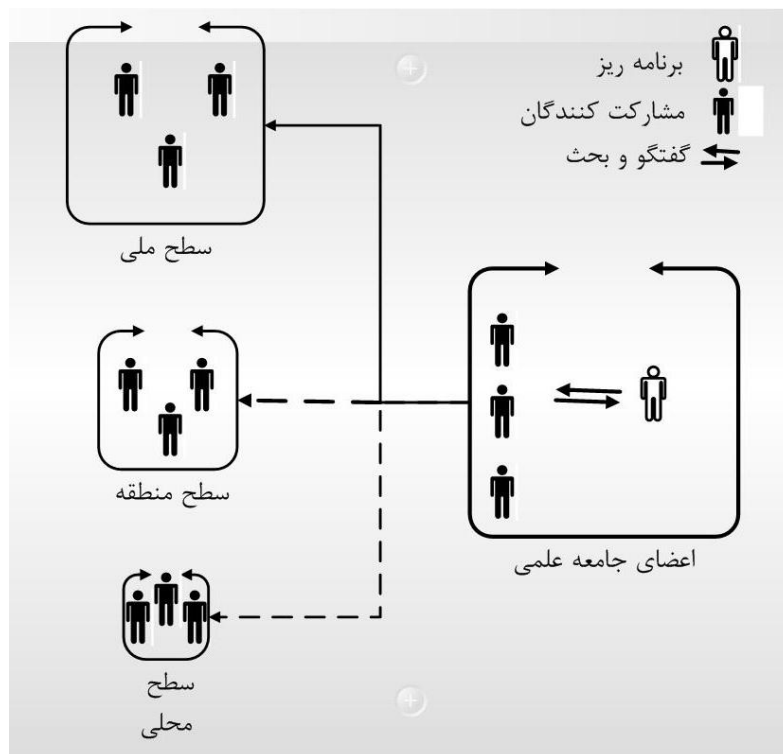 برنامه ریز
مشارکت کنندگان
گفتگو و بحث
سطح ملی
اعضای جامعه علمی
سطح منطقه
سطح
محلی